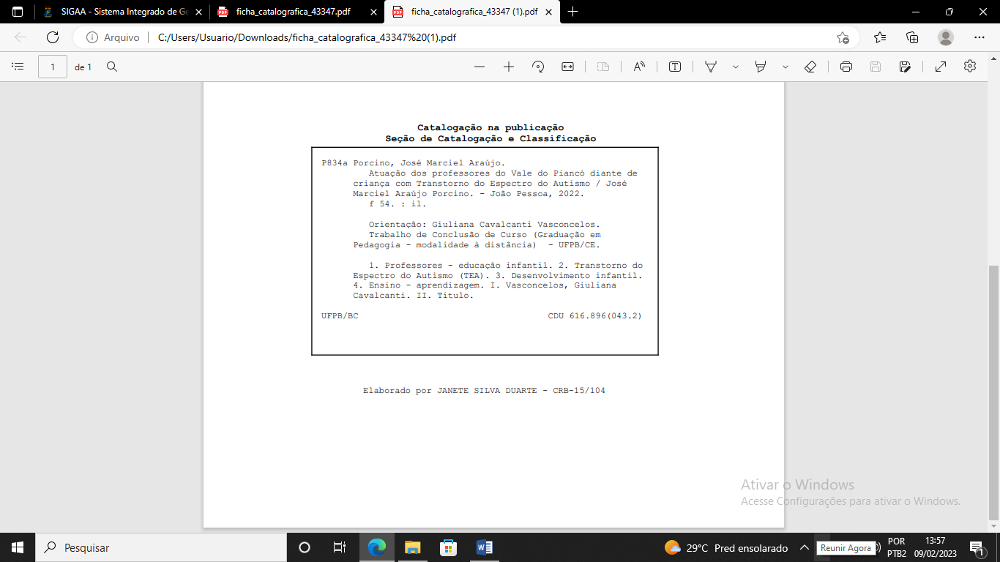 SIGAA - Sistema Integrado de Ge
ficha_catalografica_43347.pdf
ficha_catalografica_43347 (1).pdf
Arquivo
C:/Users/Usuario/Downloads/ficha_catalografica_43347%20(1).pdf
1 de 1
Catalogação na publicação
Seção de Catalogação e Classificação
P834a Porcino, José Marciel Araújo.
Atuação dos professores do Vale do Piancó diante de
criança com Transtorno do Espectro do Autismo / José
Marciel Araújo Porcino. - João Pessoa, 2022.
f 54. : il.
Orientação: Giuliana Cavalcanti Vasconcelos.
Trabalho de Conclusão de Curso (Graduação em
Pedagogia - modalidade à distância) - UFPB/CE.
1. Professores - educação infantil. 2. Transtorno do
Espectro do Autismo (TEA). 3. Desenvolvimento infantil.
4. Ensino - aprendizagem. I. Vasconcelos, Giuliana
Cavalcanti. II. Título.
UFPB/BC CDU 616.896(043.2)
Elaborado por JANETE SILVA DUARTE - CRB-15/104
Ativar o Windows
Acesse Configurações para ativar o Windows.
Pesquisar
29°C Pred ensolarado
Reunir Agora
POR
PTB2
13:57
09/02/2023
1